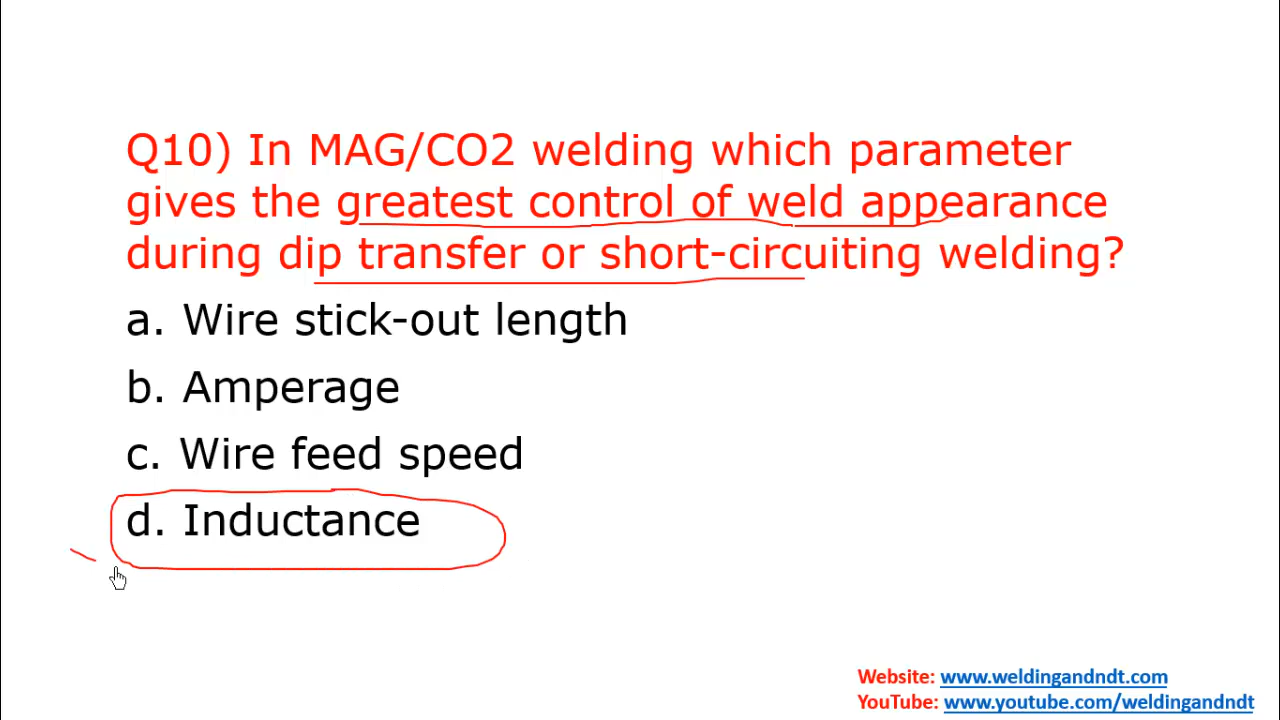 Q10) In MAG/CO2 welding which parameter
gives the greatest control of weld appearance
during dip transfer or short-circuiting welding?
a. Wire stick-out length
b. Amperage
c. Wire feed speed
d. Inductance
Website: www.weldingandndt.com
YouTube: www.youtube.com/weldingandndt